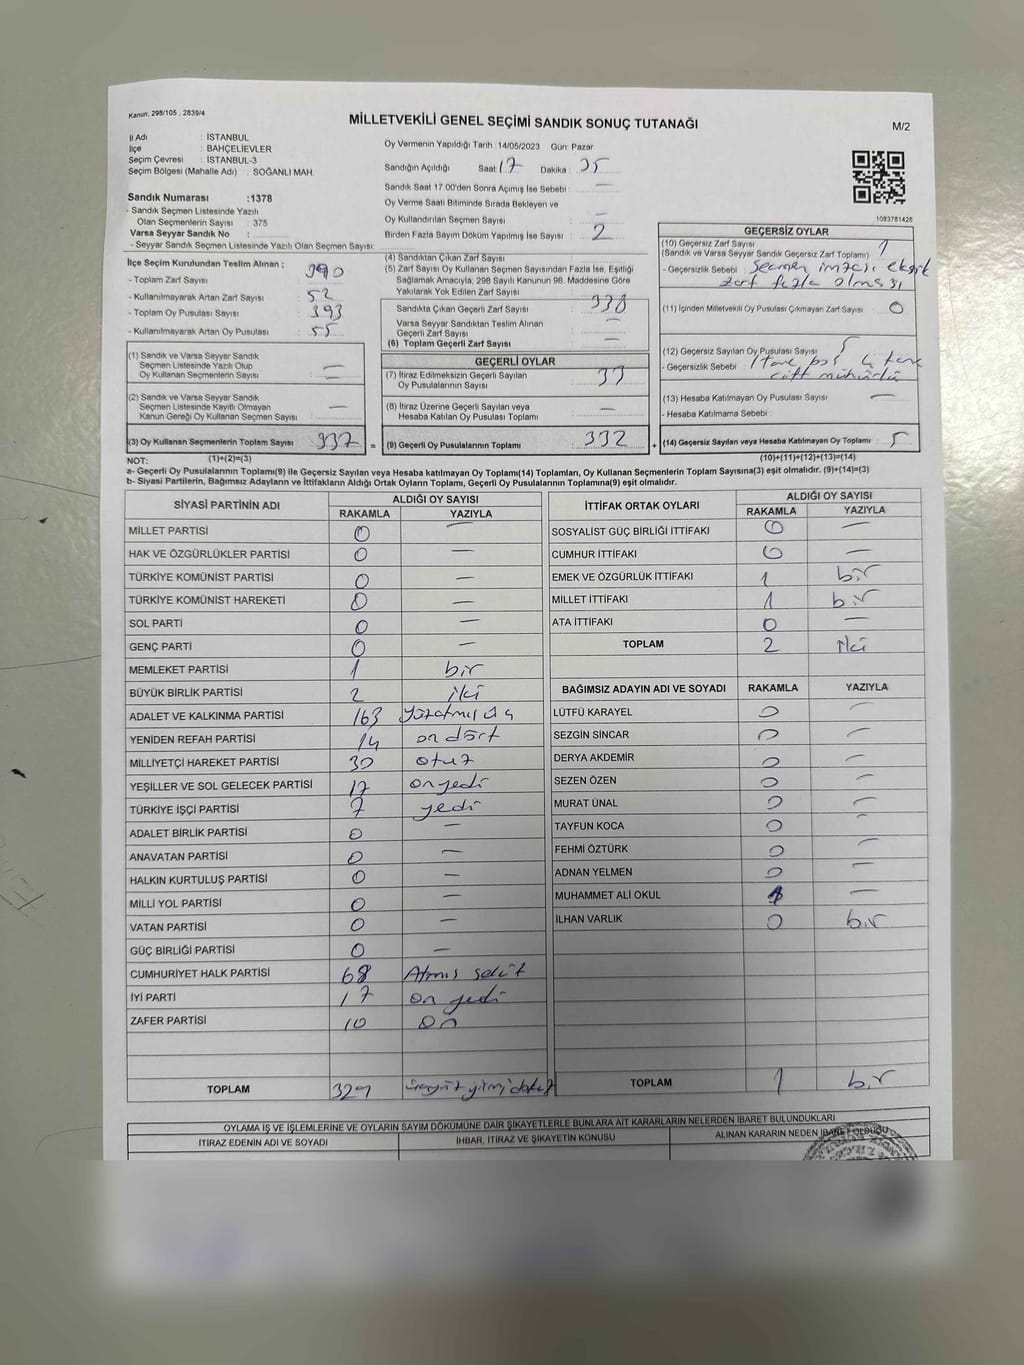 Kanun: 298/105 , 2839/4
MİLLETVEKİLİ GENEL SEÇİMİ SANDIK SONUÇ TUTANAĞI
M/2
İl Adı : İSTANBUL
İlçe : BAHÇELİEVLER
Seçim Çevresi : İSTANBUL-3
Seçim Bölgesi (Mahalle Adı) : SOĞANLI MAH.
Sandık Numarası :1378
- Sandık Seçmen Listesinde Yazılı
Olan Seçmenlerin Sayısı : 375
Varsa Seyyar Sandık No :
- Seyyar Sandık Seçmen Listesinde Yazılı Olan Seçmen Sayısı:
Oy Vermenin Yapıldığı Tarih :14/05/2023 Gün: Pazar
Sandığın Açıldığı Saat: 17 Dakika : 35
Sandık Saat 17.00'den Sonra Açımış İse Sebebi : —
Oy Verme Saati Bitiminde Sırada Bekleyen ve
Oy Kullandırılan Seçmen Sayısı : —
Birden Fazla Sayım Döküm Yapılmış İse Sayısı : 2
1083781428
İlçe Seçim Kurulundan Teslim Alınan ;
- Toplam Zarf Sayısı : 390
- Kullanılmayarak Artan Zarf Sayısı : 52
- Toplam Oy Pusulası Sayısı : 393
- Kullanılmayarak Artan Oy Pusulası : 55
(1) Sandık ve Varsa Seyyar Sandık
Seçmen Listesinde Yazılı Olup
Oy Kullanan Seçmenlerin Sayısı : —
(2) Sandık ve Varsa Seyyar Sandık
Seçmen Listesinde Kayıtlı Olmayan
Kanun Gereği Oy Kullanan Seçmen Sayısı : —
(3) Oy Kullanan Seçmenlerin Toplam Sayısı : 337
(1)+(2)=(3)
(4) Sandıktan Çıkan Zarf Sayısı :
(5) Zarf Sayısı Oy Kullanan Seçmen Sayısından Fazla İse, Eşitliği
Sağlamak Amacıyla, 298 Sayılı Kanunun 98. Maddesine Göre
Yakılarak Yok Edilen Zarf Sayısı :
Sandıkta Çıkan Geçerli Zarf Sayısı : 338
Varsa Seyyar Sandıktan Teslim Alınan
Geçerli Zarf Sayısı : —
(6) Toplam Geçerli Zarf Sayısı : —
GEÇERLİ OYLAR
(7) İtiraz Edilmeksizin Geçerli Sayılan
Oy Pusulalarının Sayısı : 33
(8) İtiraz Üzerine Geçerli Sayılan veya
Hesaba Katılan Oy Pusulası Toplamı : —
= (9) Geçerli Oy Pusulalarının Toplamı : 332 +
GEÇERSİZ OYLAR
(10) Geçersiz Zarf Sayısı : 1
(Sandık ve Varsa Seyyar Sandık Geçersiz Zarf Toplamı)
- Geçersizlik Sebebi : Seçmen imzası eksik
zarf fazla olması
(11) İçinden Milletvekili Oy Pusulası Çıkmayan Zarf Sayısı : 0
(12) Geçersiz Sayılan Oy Pusulası Sayısı : 5
- Geçersizlik Sebebi : 1 tane boş 4 tane
çift mühürlü
(13) Hesaba Katılmayan Oy Pusulası Sayısı : —
- Hesaba Katılmama Sebebi :
(14) Geçersiz Sayılan veya Hesaba Katılmayan Oy Toplamı : 5
(10)+(11)+(12)+(13)=(14)
NOT:
a- Geçerli Oy Pusulalarının Toplamı(9) ile Geçersiz Sayılan veya Hesaba katılmayan Oy Toplamı(14) Toplamları, Oy Kullanan Seçmenlerin Toplam Sayısına(3) eşit olmalıdır. (9)+(14)=(3)
b- Siyasi Partilerin, Bağımsız Adayların ve İttifakların Aldığı Ortak Oyların Toplamı, Geçerli Oy Pusulalarının Toplamına(9) eşit olmalıdır.
SİYASİ PARTİNİN ADI ALDIĞI OY SAYISI
RAKAMLA YAZIYLA
MİLLET PARTİSİ 0 —
HAK VE ÖZGÜRLÜKLER PARTİSİ 0 —
TÜRKİYE KOMÜNİST PARTİSİ 0 —
TÜRKİYE KOMÜNİST HAREKETİ 0 —
SOL PARTİ 0 —
GENÇ PARTİ 0 —
MEMLEKET PARTİSİ 1 bir
BÜYÜK BİRLİK PARTİSİ 2 iki
ADALET VE KALKINMA PARTİSİ 163 yüzatmış üç
YENİDEN REFAH PARTİSİ 14 on dört
MİLLİYETÇİ HAREKET PARTİSİ 30 otuz
YEŞİLLER VE SOL GELECEK PARTİSİ 17 onyedi
TÜRKİYE İŞÇİ PARTİSİ 7 yedi
ADALET BİRLİK PARTİSİ 0 —
ANAVATAN PARTİSİ 0 —
HALKIN KURTULUŞ PARTİSİ 0 —
MİLLİ YOL PARTİSİ 0 —
VATAN PARTİSİ 0 —
GÜÇ BİRLİĞİ PARTİSİ 0 —
CUMHURİYET HALK PARTİSİ 68 Atmış sekiz
İYİ PARTİ 17 on yedi
ZAFER PARTİSİ 10 on
TOPLAM 329 üçyüz yirmi dokuz
İTTİFAK ORTAK OYLARI ALDIĞI OY SAYISI
RAKAMLA YAZIYLA
SOSYALİST GÜÇ BİRLİĞİ İTTİFAKI 0 —
CUMHUR İTTİFAKI 0 —
EMEK VE ÖZGÜRLÜK İTTİFAKI 1 bir
MİLLET İTTİFAKI 1 bir
ATA İTTİFAKI 0 —
TOPLAM 2 iki
BAĞIMSIZ ADAYIN ADI VE SOYADI RAKAMLA YAZIYLA
LÜTFÜ KARAYEL 0 —
SEZGİN SİNCAR 0 —
DERYA AKDEMİR 0 —
SEZEN ÖZEN 0 —
MURAT ÜNAL 0 —
TAYFUN KOCA 0 —
FEHMİ ÖZTÜRK 0 —
ADNAN YELMEN 0 —
MUHAMMET ALİ OKUL 1 —
İLHAN VARLIK 0 bir
TOPLAM 1 bir
OYLAMA İŞ VE İŞLEMLERİNE VE OYLARIN SAYIM DÖKÜMÜNE DAİR ŞİKAYETLERLE BUNLARA AİT KARARLARIN NELERDEN İBARET BULUNDUKLARI
İTİRAZ EDENİN ADI VE SOYADI İHBAR, İTİRAZ VE ŞİKAYETİN KONUSU ALINAN KARARIN NEDEN İBARET OLDUĞU